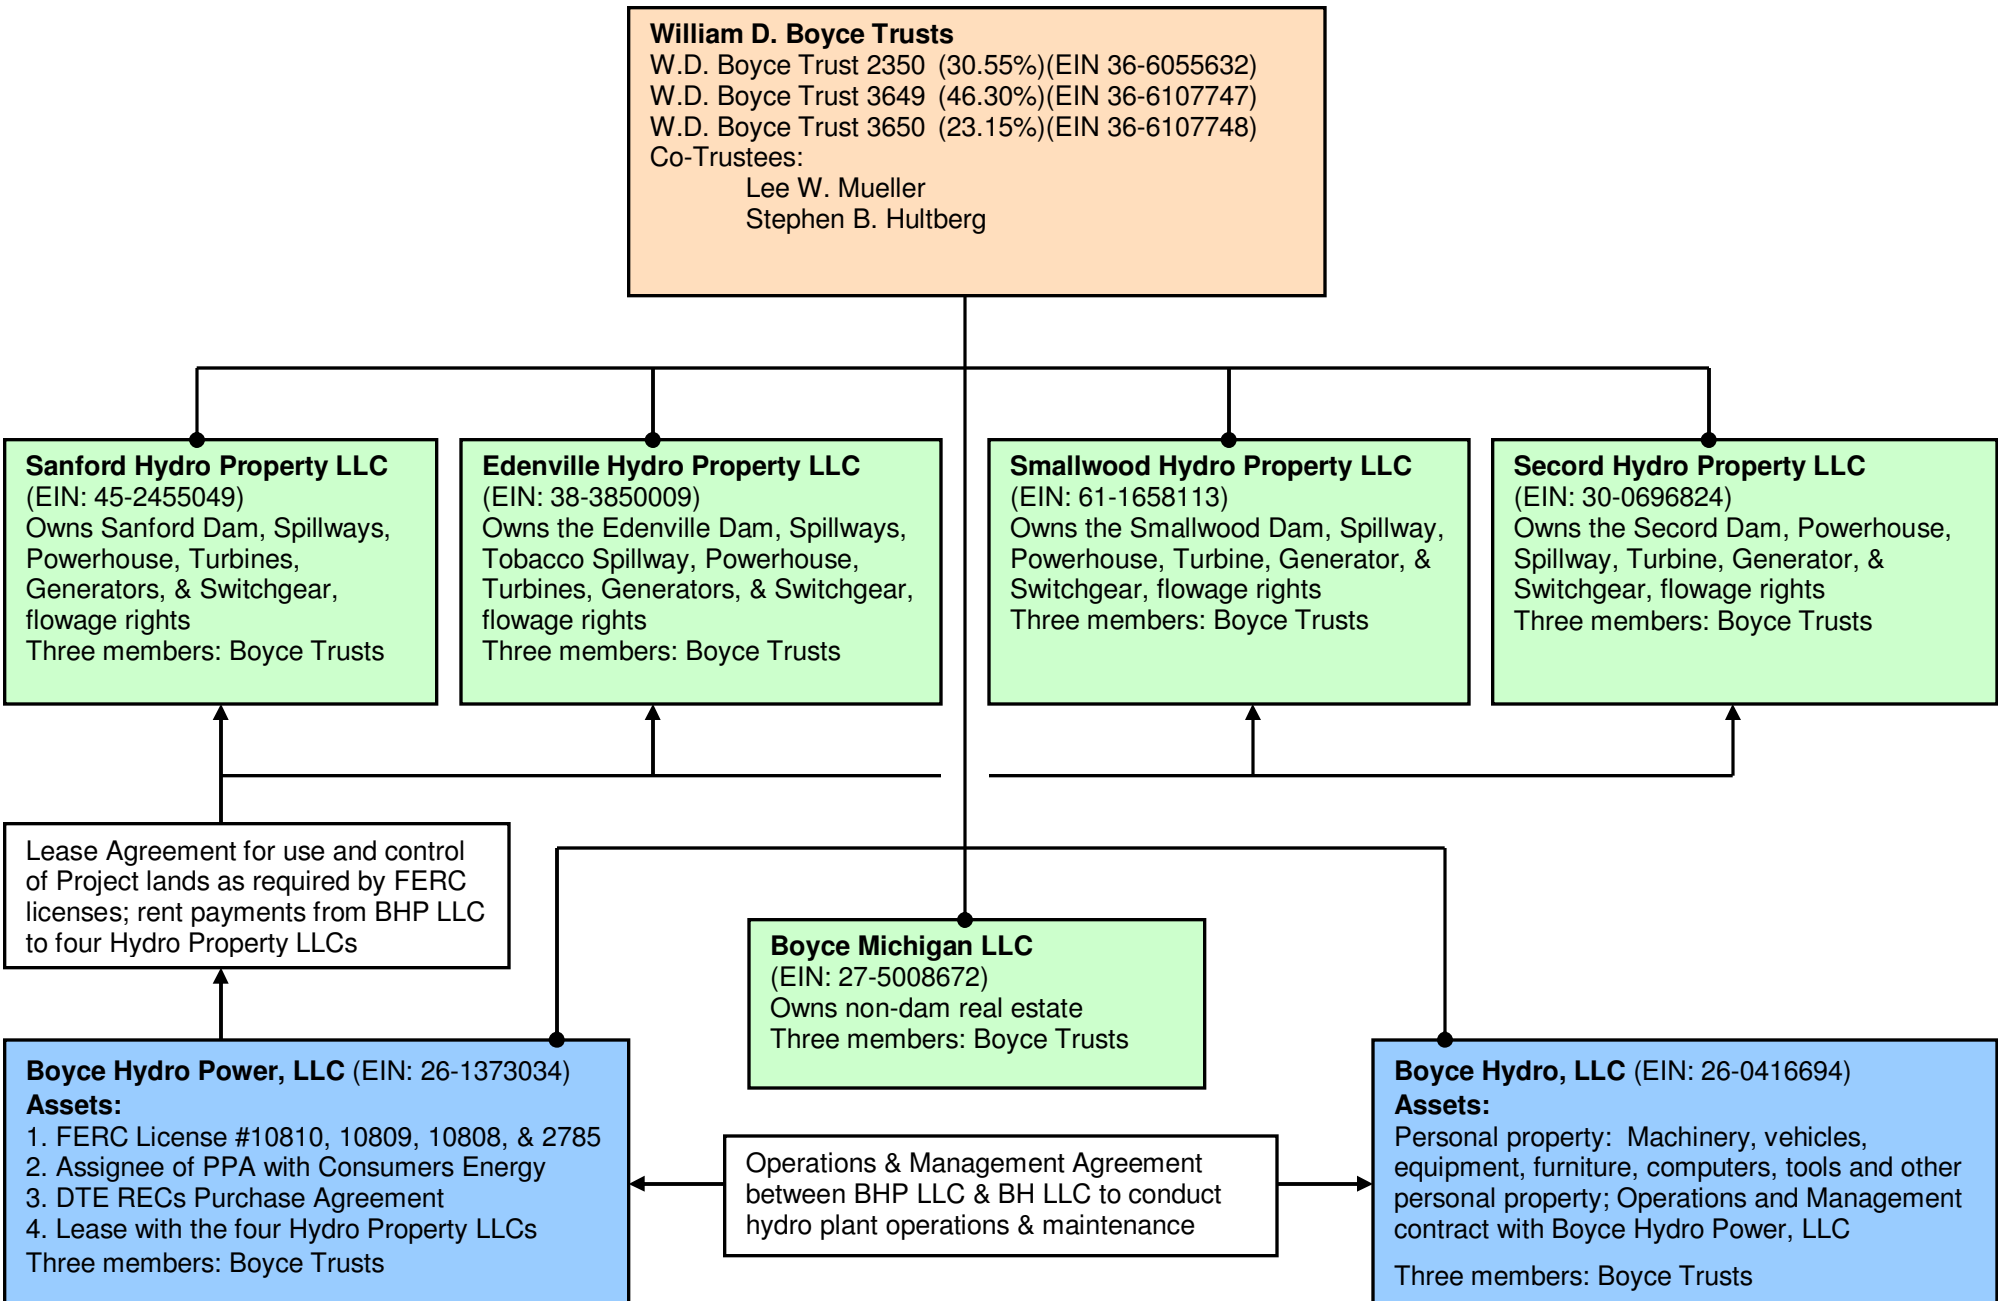 William D. Boyce Trusts
W.D. Boyce Trust 2350 (30.55%)(EIN 36-6055632)
W.D. Boyce Trust 3649 (46.30%)(EIN 36-6107747)
W.D. Boyce Trust 3650 (23.15%)(EIN 36-6107748)
Co-Trustees:
Lee W. Mueller
Stephen B. Hultberg
Sanford Hydro Property LLC
(EIN: 45-2455049)
Owns Sanford Dam, Spillways,
Powerhouse, Turbines,
Generators, & Switchgear,
flowage rights
Three members: Boyce Trusts
Edenville Hydro Property LLC
(EIN: 38-3850009)
Owns the Edenville Dam, Spillways,
Tobacco Spillway, Powerhouse,
Turbines, Generators, & Switchgear,
flowage rights
Three members: Boyce Trusts
Smallwood Hydro Property LLC
(EIN: 61-1658113)
Owns the Smallwood Dam, Spillway,
Powerhouse, Turbine, Generator, &
Switchgear, flowage rights
Three members: Boyce Trusts
Secord Hydro Property LLC
(EIN: 30-0696824)
Owns the Secord Dam, Powerhouse,
Spillway, Turbine, Generator, &
Switchgear, flowage rights
Three members: Boyce Trusts
Lease Agreement for use and control
of Project lands as required by FERC
licenses; rent payments from BHP LLC
to four Hydro Property LLCs
Boyce Michigan LLC
(EIN: 27-5008672)
Owns non-dam real estate
Three members: Boyce Trusts
Boyce Hydro Power, LLC (EIN: 26-1373034)
Assets:
1. FERC License #10810, 10809, 10808, & 2785
2. Assignee of PPA with Consumers Energy
3. DTE RECs Purchase Agreement
4. Lease with the four Hydro Property LLCs
Three members: Boyce Trusts
Operations & Management Agreement
between BHP LLC & BH LLC to conduct
hydro plant operations & maintenance
Boyce Hydro, LLC (EIN: 26-0416694)
Assets:
Personal property: Machinery, vehicles,
equipment, furniture, computers, tools and other
personal property; Operations and Management
contract with Boyce Hydro Power, LLC
Three members: Boyce Trusts